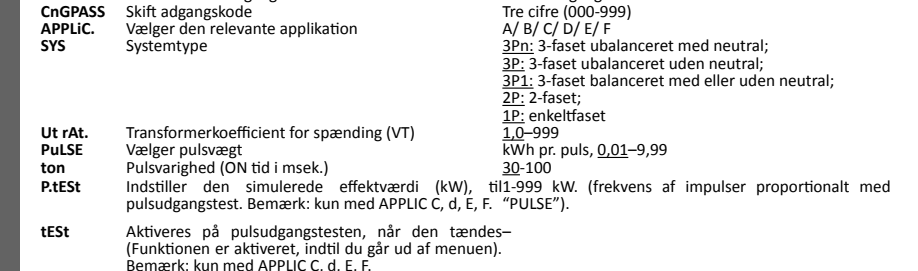 CnGPASS Skift adgangskode Tre cifre (000-999)
APPLiC. Vælger den relevante applikation A/ B/ C/ D/ E/ F
SYS Systemtype 3Pn: 3-faset ubalanceret med neutral;
3P: 3-faset ubalanceret uden neutral;
3P1: 3-faset balanceret med eller uden neutral;
2P: 2-faset;
1P: enkeltfaset
Ut rAt. Transformerkoefficient for spænding (VT) 1,0–999
PuLSE Vælger pulsvægt kWh pr. puls, 0,01–9,99
ton Pulsvarighed (ON tid i msek.) 30-100
P.tESt Indstiller den simulerede effektværdi (kW), til1-999 kW. (frekvens af impulser proportionalt med
pulsudgangstest. Bemærk: kun med APPLIC C, d, E, F. “PULSE”).
tESt Aktiveres på pulsudgangstesten, når den tændes–
(Funktionen er aktiveret, indtil du går ud af menuen).
Bemærk: kun med APPLIC C, d, E, F.